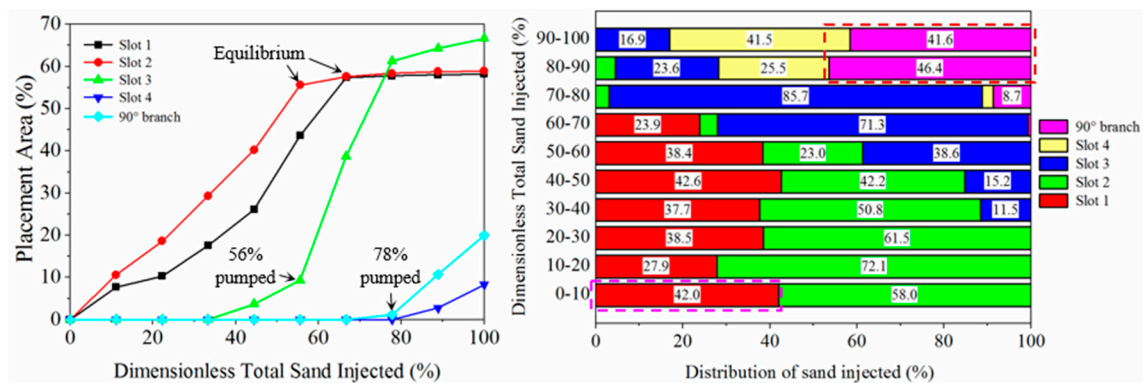 Placement Area (%)
70
60
50
40
30
20
10
0
Slot 1
Slot 2
Slot 3
Slot 4
90° branch
Equilibrium
56%
pumped
78%
pumped
0 20 40 60 80 100
Dimensionless Total Sand Injected (%)
Dimensionless Total Sand Injected (%)
90-100 16.9 41.5 41.6
80-90 23.6 25.5 46.4
70-80 85.7 8.7
60-70 23.9 71.3
50-60 38.4 23.0 38.6
40-50 42.6 42.2 15.2
30-40 37.7 50.8 11.5
20-30 38.5 61.5
10-20 27.9 72.1
0-10 42.0 58.0
0 20 40 60 80 100
Distribution of sand injected (%)
90° branch
Slot 4
Slot 3
Slot 2
Slot 1